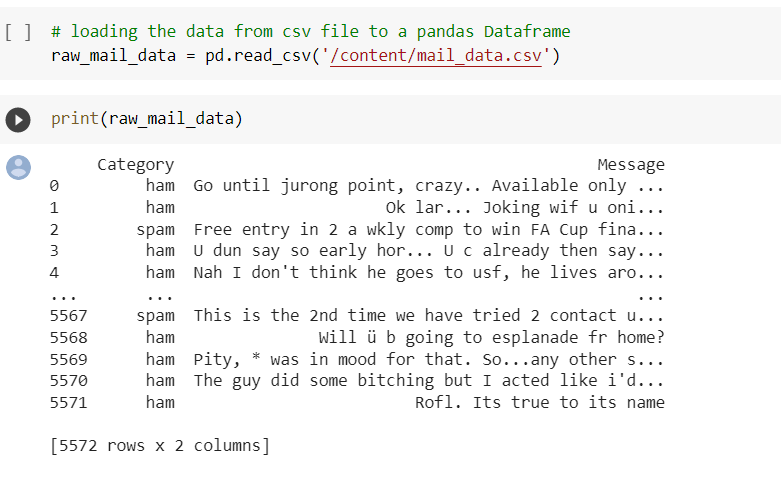 [ ] # loading the data from csv file to a pandas Dataframe
raw_mail_data = pd.read_csv('/content/mail_data.csv')
print(raw_mail_data)
Category Message
0 ham Go until jurong point, crazy.. Available only ...
1 ham Ok lar... Joking wif u oni...
2 spam Free entry in 2 a wkly comp to win FA Cup fina...
3 ham U dun say so early hor... U c already then say...
4 ham Nah I don't think he goes to usf, he lives aro...
... ... ...
5567 spam This is the 2nd time we have tried 2 contact u...
5568 ham Will ü b going to esplanade fr home?
5569 ham Pity, * was in mood for that. So...any other s...
5570 ham The guy did some bitching but I acted like i'd...
5571 ham Rofl. Its true to its name
[5572 rows x 2 columns]